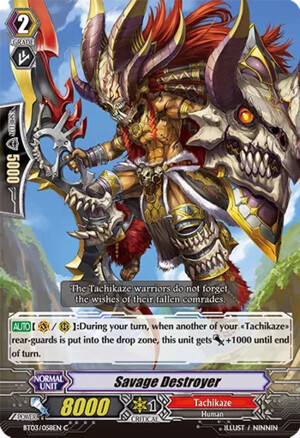 2
GRADE
SHIELD
5000
The Tachikaze warriors do not forget
the wishes of their fallen comrades.
AUTO [V / R]:During your turn, when another of your «Tachikaze»
rear-guards is put into the drop zone, this unit gets +1000 until end
of turn.
NORMAL
UNIT
Savage Destroyer
POWER
8000
1
CRITICAL
Tachikaze
Human
BT03/058EN C
ILLUST / NINNIN